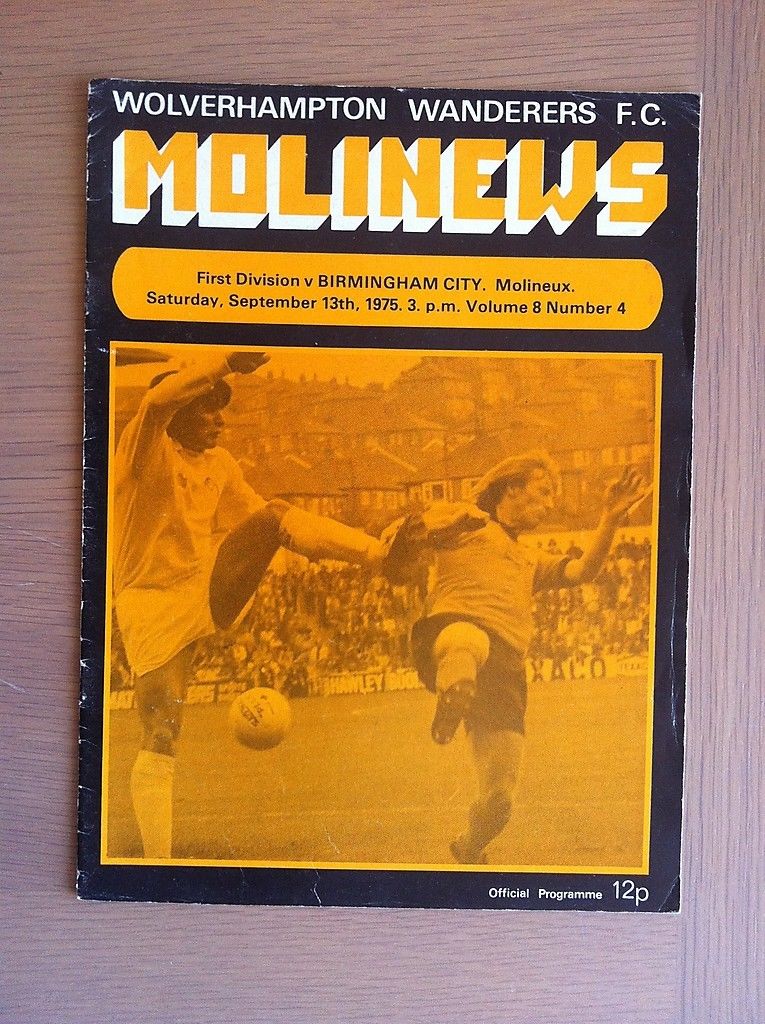 WOLVERHAMPTON WANDERERS F.C.
MOLINEWS
First Division v BIRMINGHAM CITY. Molineux.
Saturday, September 13th, 1975. 3. p.m. Volume 8 Number 4
Official Programme 12p